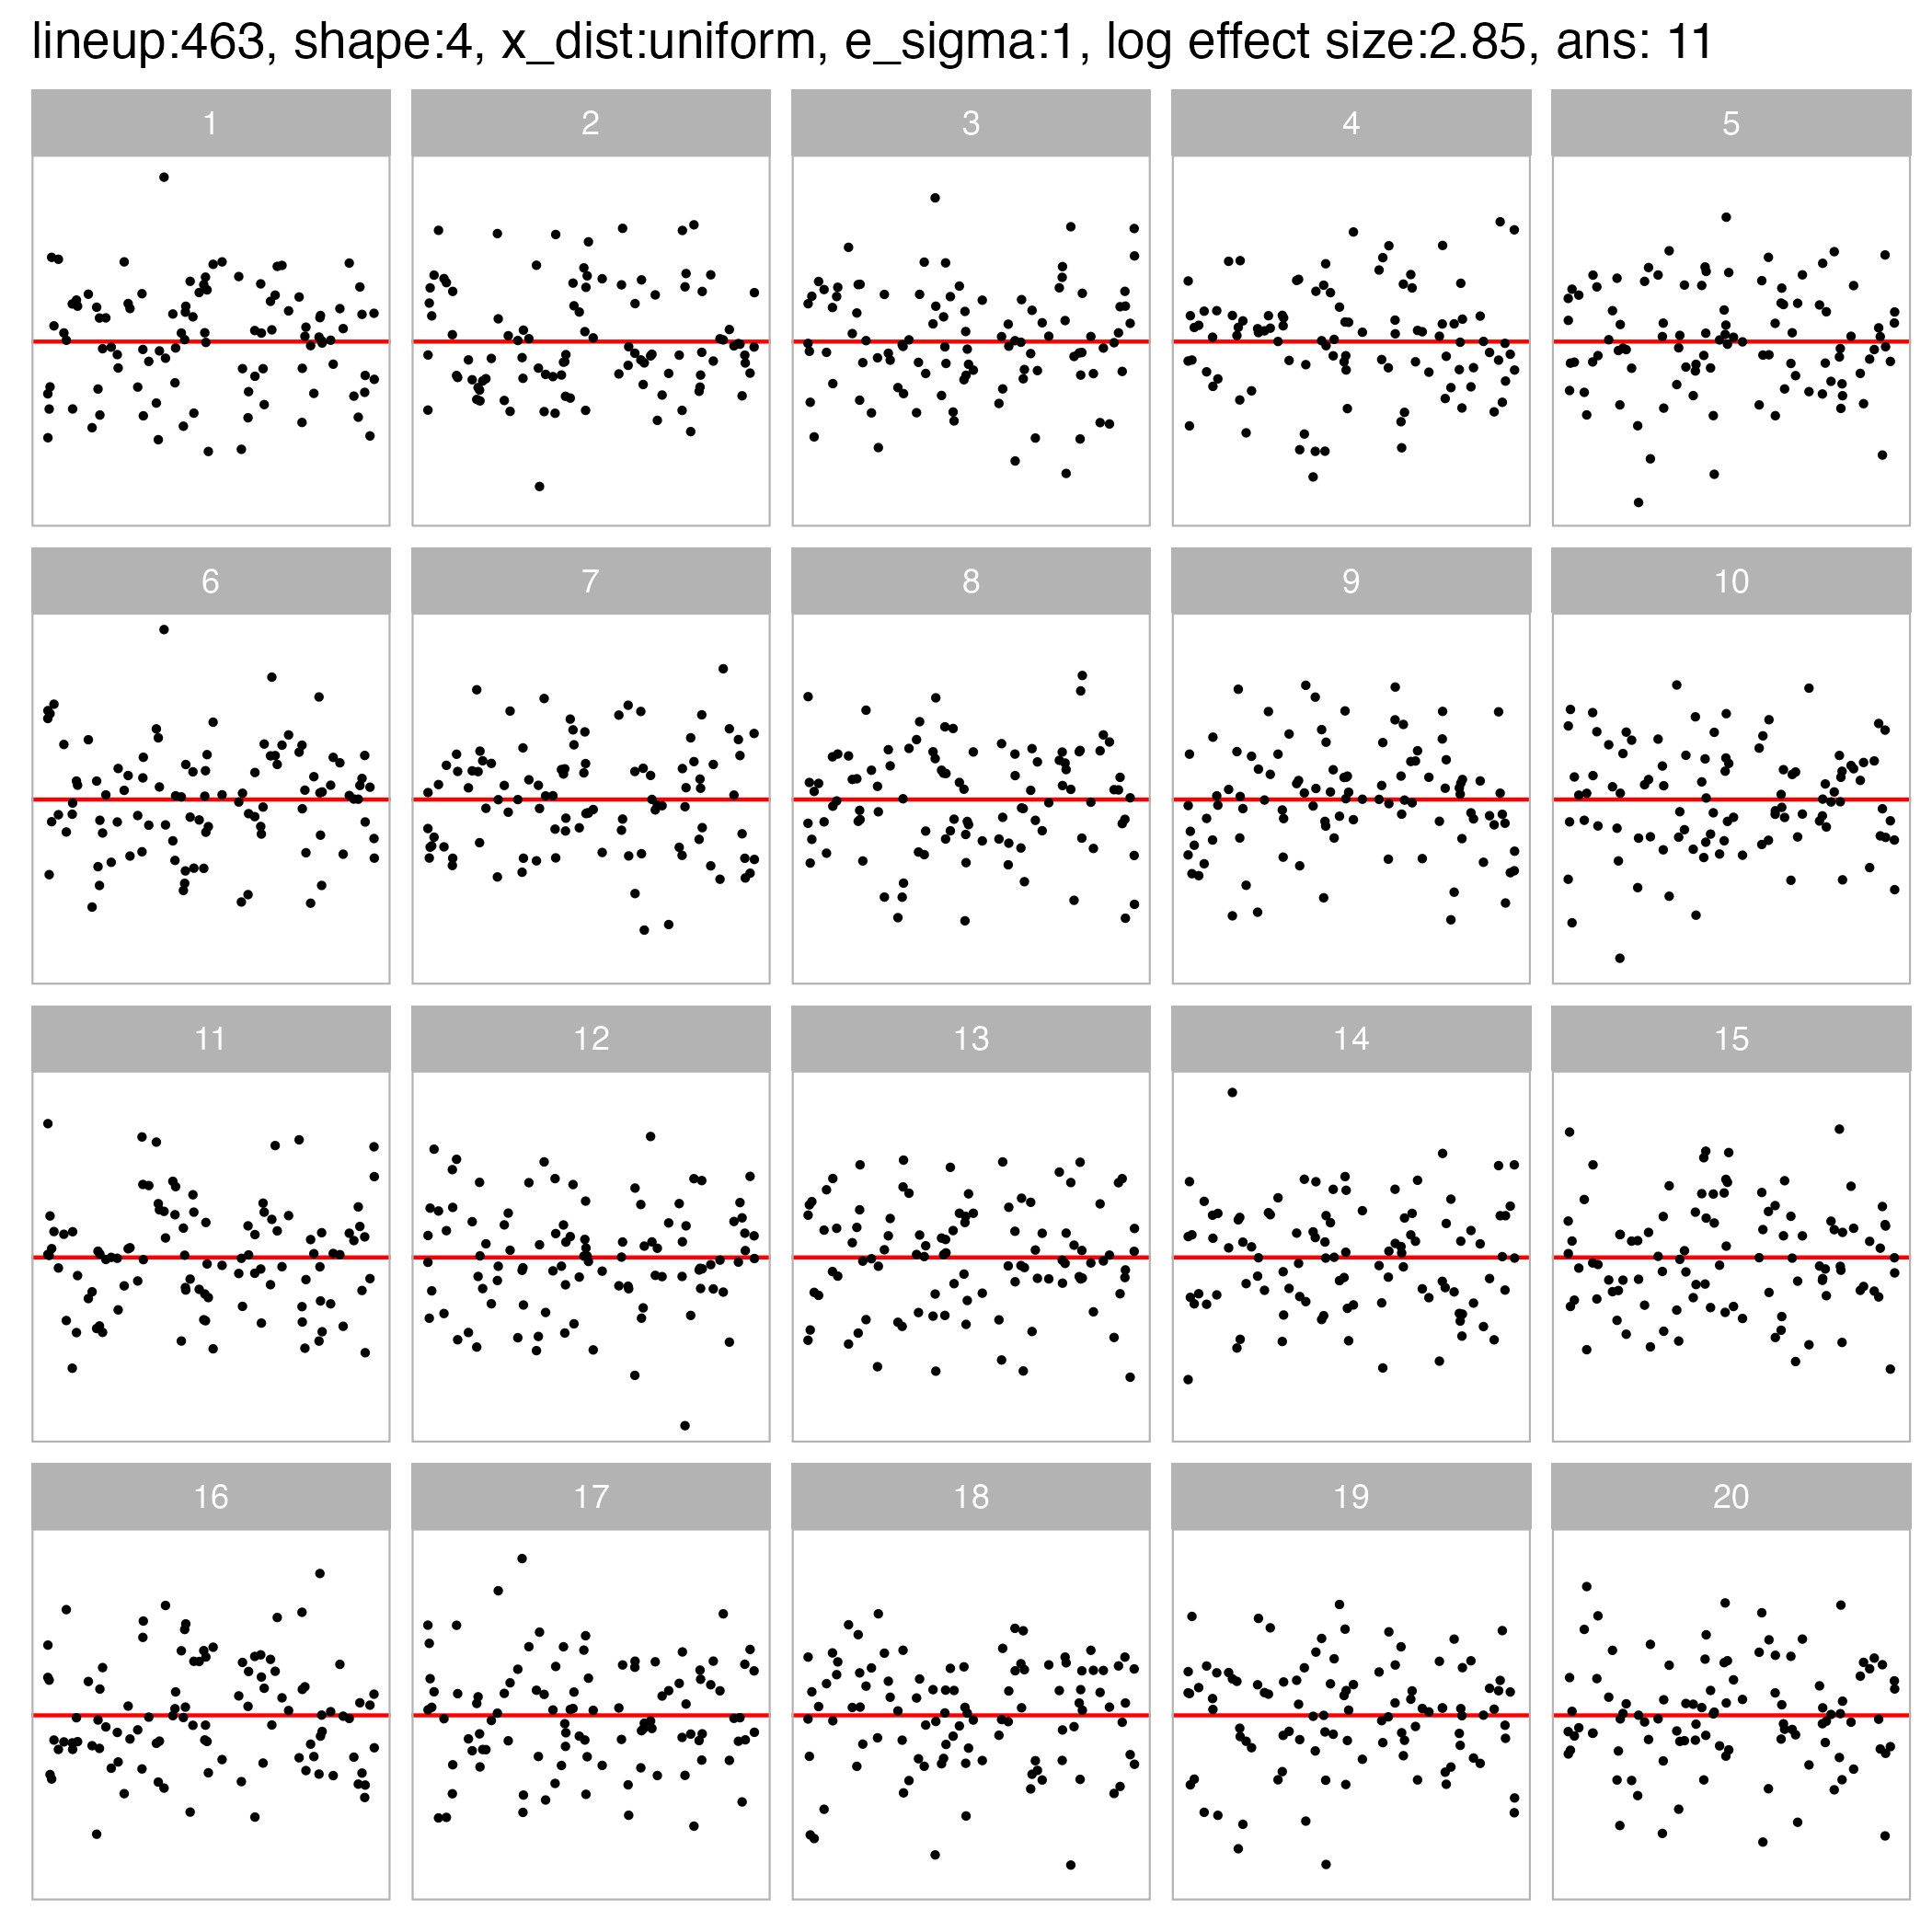 lineup:463, shape:4, x_dist:uniform, e_sigma:1, log effect size:2.85, ans: 11
1 2 3 4 5
6 7 8 9 10
11 12 13 14 15
16 17 18 19 20